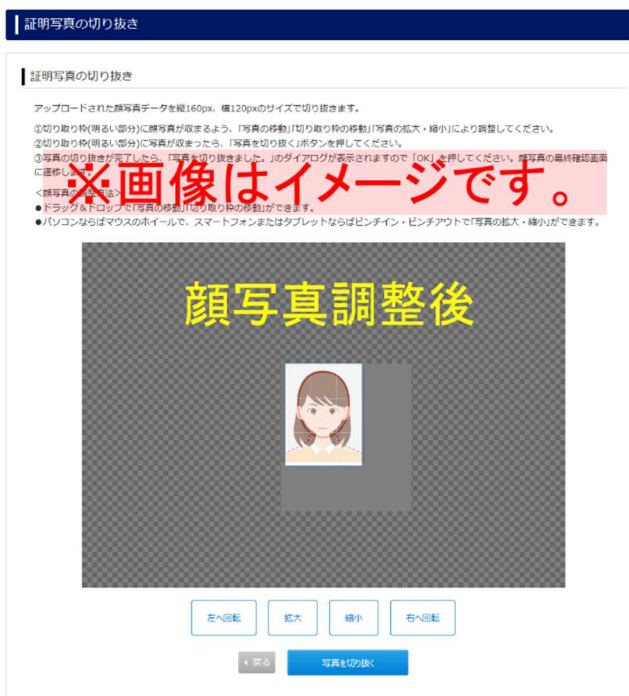 証明写真の切り抜き
証明写真の切り抜き
アップロードされた顔写真データを縦160px、横120pxのサイズで切り抜きます。
①切り取り枠(明るい部分)に顔写真が収まるよう、「写真の移動」「切り取り枠の移動」「写真の拡大・縮小」により調整してください。
②切り取り枠(明るい部分)に写真が収まったら、「写真を切り抜く」ボタンを押してください。
③写真の切り抜きが完了したら、「写真を切り抜きました。」のダイアログが表示されますので「OK」を押してください。顔写真の最終確認画面
に遷移します。
※画像はイメージです。
<顔写真の調整方法>
●ドラッグ&ドロップで「写真の移動」「切り取り枠の移動」ができます。
●パソコンならばマウスのホイールで、スマートフォンまたはタブレットならばピンチイン・ピンチアウトで「写真の拡大・縮小」ができます。
顔写真調整後
左へ回転 拡大 縮小 右へ回転
戻る 写真を切り抜く